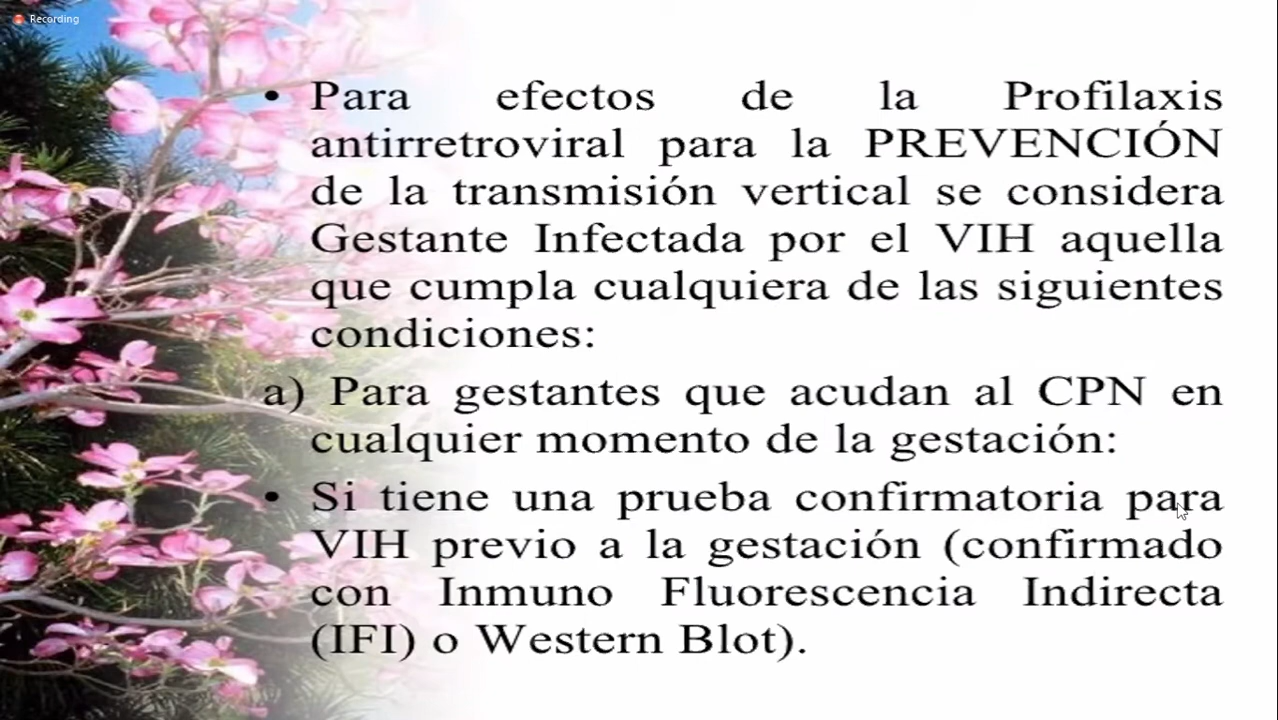 Recording
• Para efectos de la Profilaxis
antirretroviral para la PREVENCIÓN
de la transmisión vertical se considera
Gestante Infectada por el VIH aquella
que cumpla cualquiera de las siguientes
condiciones:
a) Para gestantes que acudan al CPN en
cualquier momento de la gestación:
• Si tiene una prueba confirmatoria para
VIH previo a la gestación (confirmado
con Inmuno Fluorescencia Indirecta
(IFI) o Western Blot).